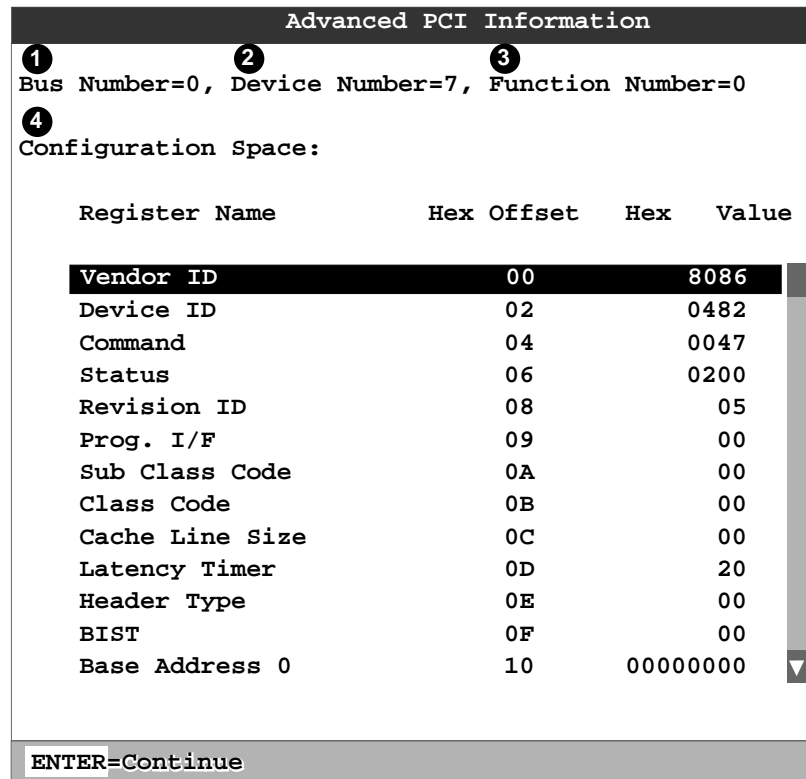 Advanced PCI Information
1 2 3
Bus Number=0, Device Number=7, Function Number=0
4
Configuration Space:
Register Name Hex Offset Hex Value
Vendor ID 00 8086
Device ID 02 0482
Command 04 0047
Status 06 0200
Revision ID 08 05
Prog. I/F 09 00
Sub Class Code 0A 00
Class Code 0B 00
Cache Line Size 0C 00
Latency Timer 0D 20
Header Type 0E 00
BIST 0F 00
Base Address 0 10 00000000
ENTER=Continue